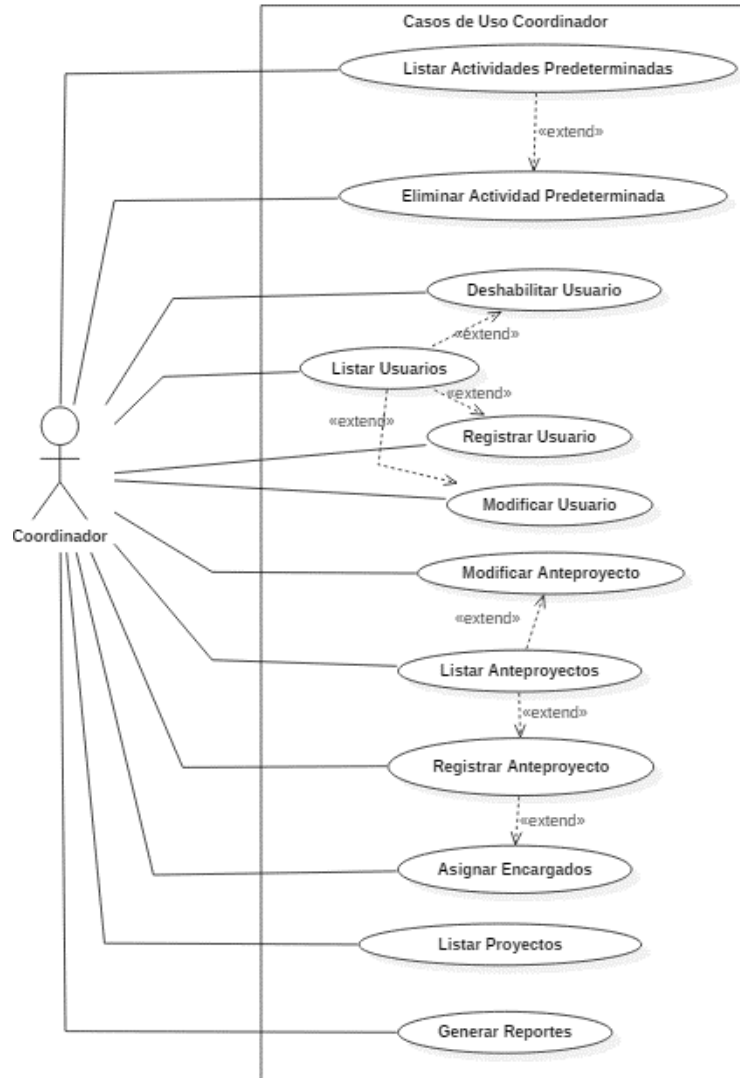 Casos de Uso Coordinador
Listar Actividades Predeterminadas
«extend»
Eliminar Actividad Predeterminada
Deshabilitar Usuario
«extend»
Listar Usuarios
«extend»
«extend»
Registrar Usuario
Modificar Usuario
Coordinador
Modificar Anteproyecto
«extend»
Listar Anteproyectos
«extend»
Registrar Anteproyecto
«extend»
Asignar Encargados
Listar Proyectos
Generar Reportes